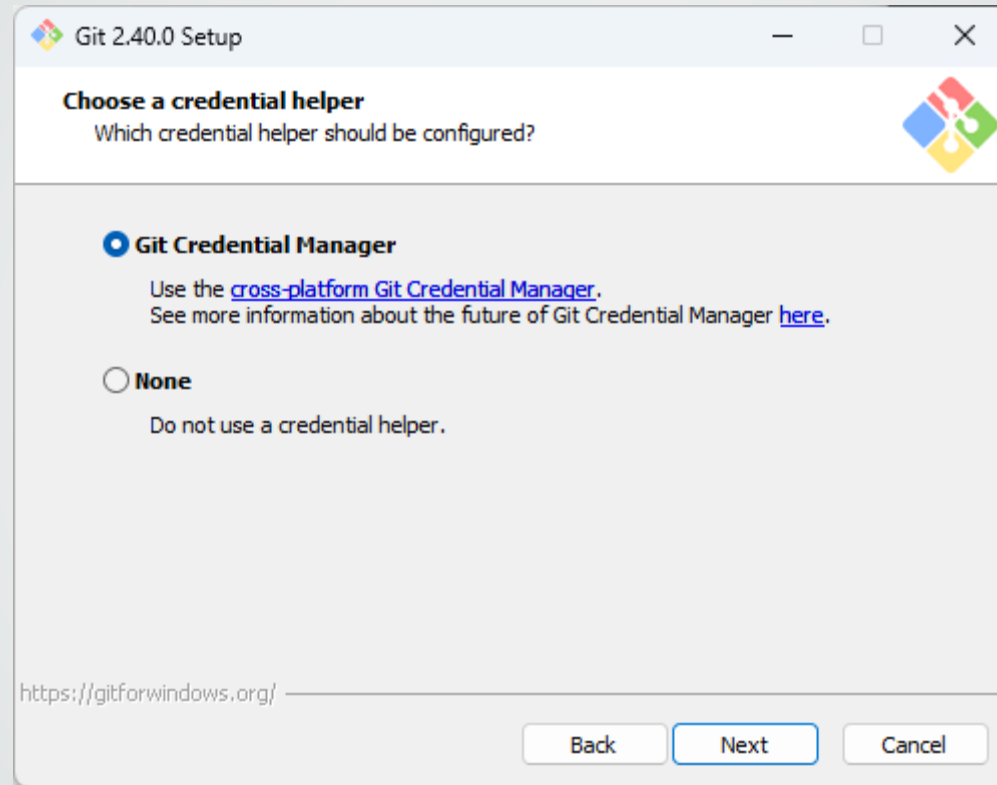 Git 2.40.0 Setup
Choose a credential helper
Which credential helper should be configured?
Git Credential Manager
Use the cross-platform Git Credential Manager.
See more information about the future of Git Credential Manager here.
None
Do not use a credential helper.
https://gitforwindows.org/
Back Next Cancel